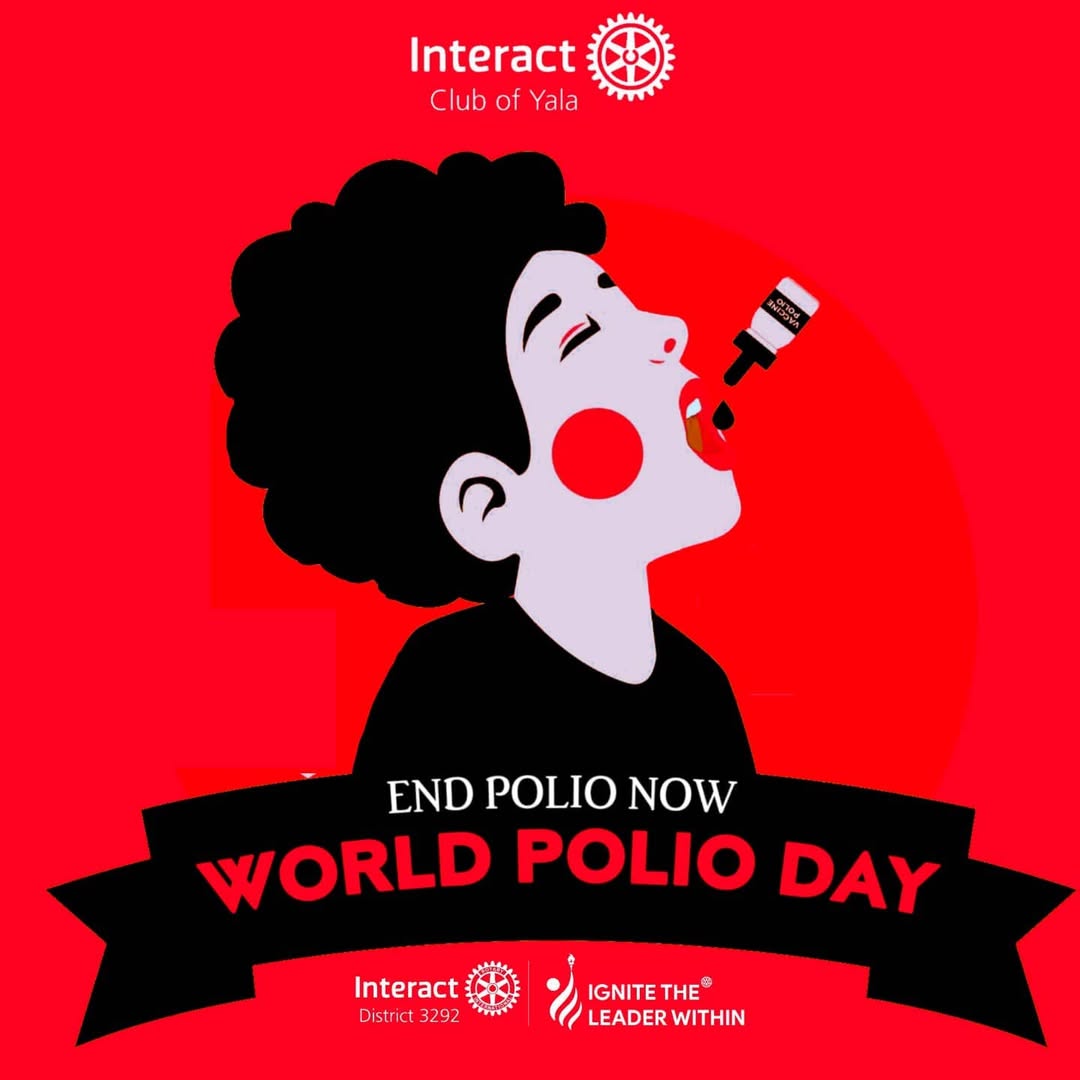 Interact
Club of Yala
VACCINE
POLIO
END POLIO NOW
WORLD POLIO DAY
Interact
District 3292
IGNITE THE
LEADER WITHIN